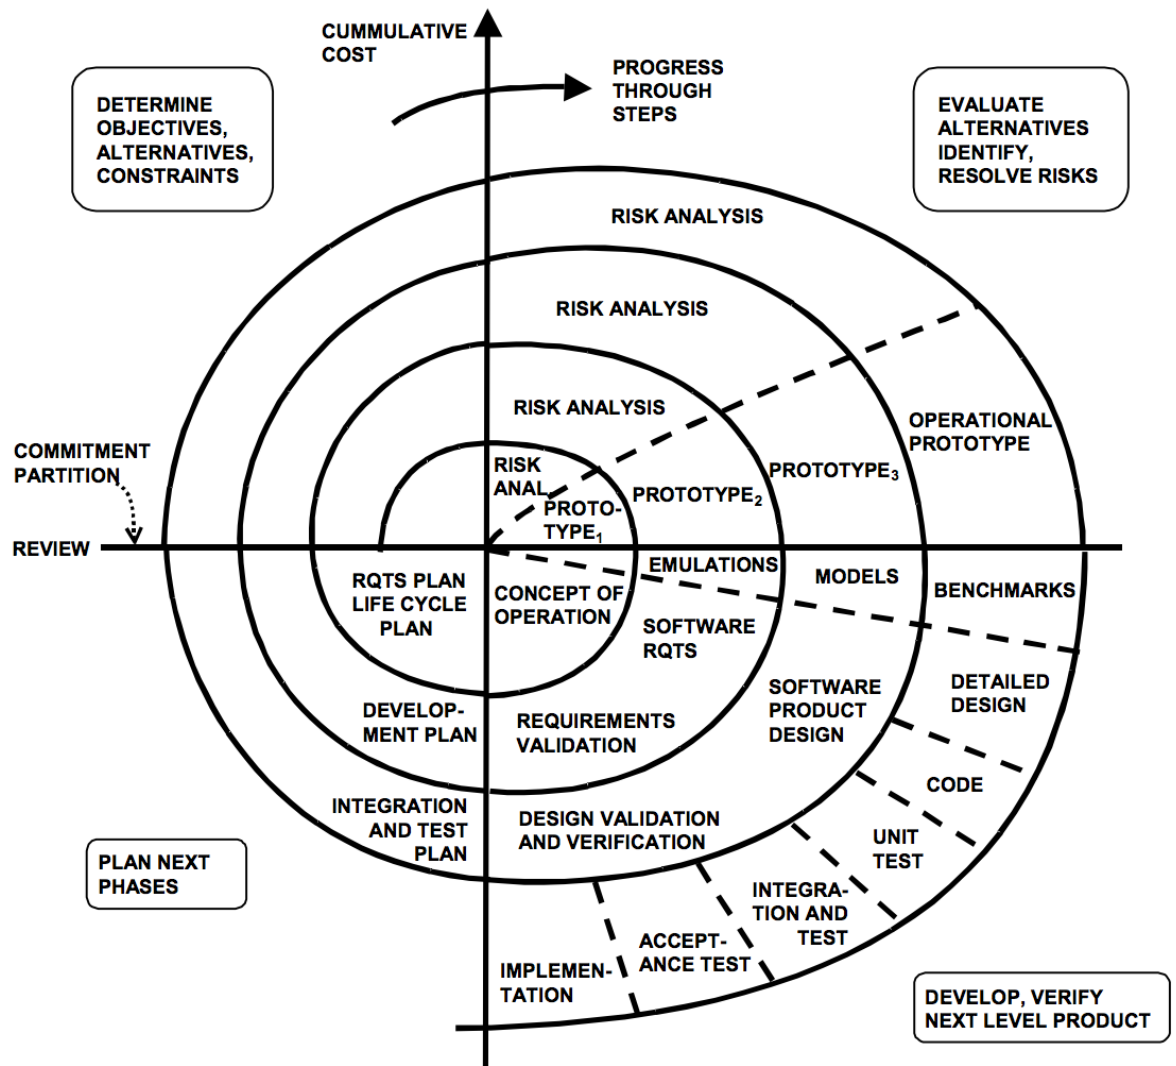 CUMMULATIVE
COST
PROGRESS
THROUGH
STEPS
DETERMINE
OBJECTIVES,
ALTERNATIVES,
CONSTRAINTS
EVALUATE
ALTERNATIVES
IDENTIFY,
RESOLVE RISKS
RISK ANALYSIS
RISK ANALYSIS
RISK ANALYSIS
RISK
ANAL.
OPERATIONAL
PROTOTYPE
PROTOTYPE3
PROTOTYPE2
PROTO-
TYPE1
COMMITMENT
PARTITION
REVIEW
EMULATIONS
MODELS
BENCHMARKS
RQTS PLAN
LIFE CYCLE
PLAN
CONCEPT OF
OPERATION
SOFTWARE
RQTS
SOFTWARE
PRODUCT
DESIGN
DETAILED
DESIGN
DEVELOP-
MENT PLAN
REQUIREMENTS
VALIDATION
CODE
INTEGRATION
AND TEST
PLAN
DESIGN VALIDATION
AND VERIFICATION
UNIT
TEST
PLAN NEXT
PHASES
INTEGRA-
TION AND
TEST
ACCEPT-
ANCE TEST
IMPLEMEN-
TATION
DEVELOP, VERIFY
NEXT LEVEL PRODUCT